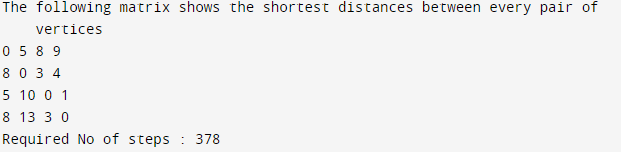 The following matrix shows the shortest distances between every pair of
vertices
0 5 8 9
8 0 3 4
5 10 0 1
8 13 3 0
Required No of steps : 378